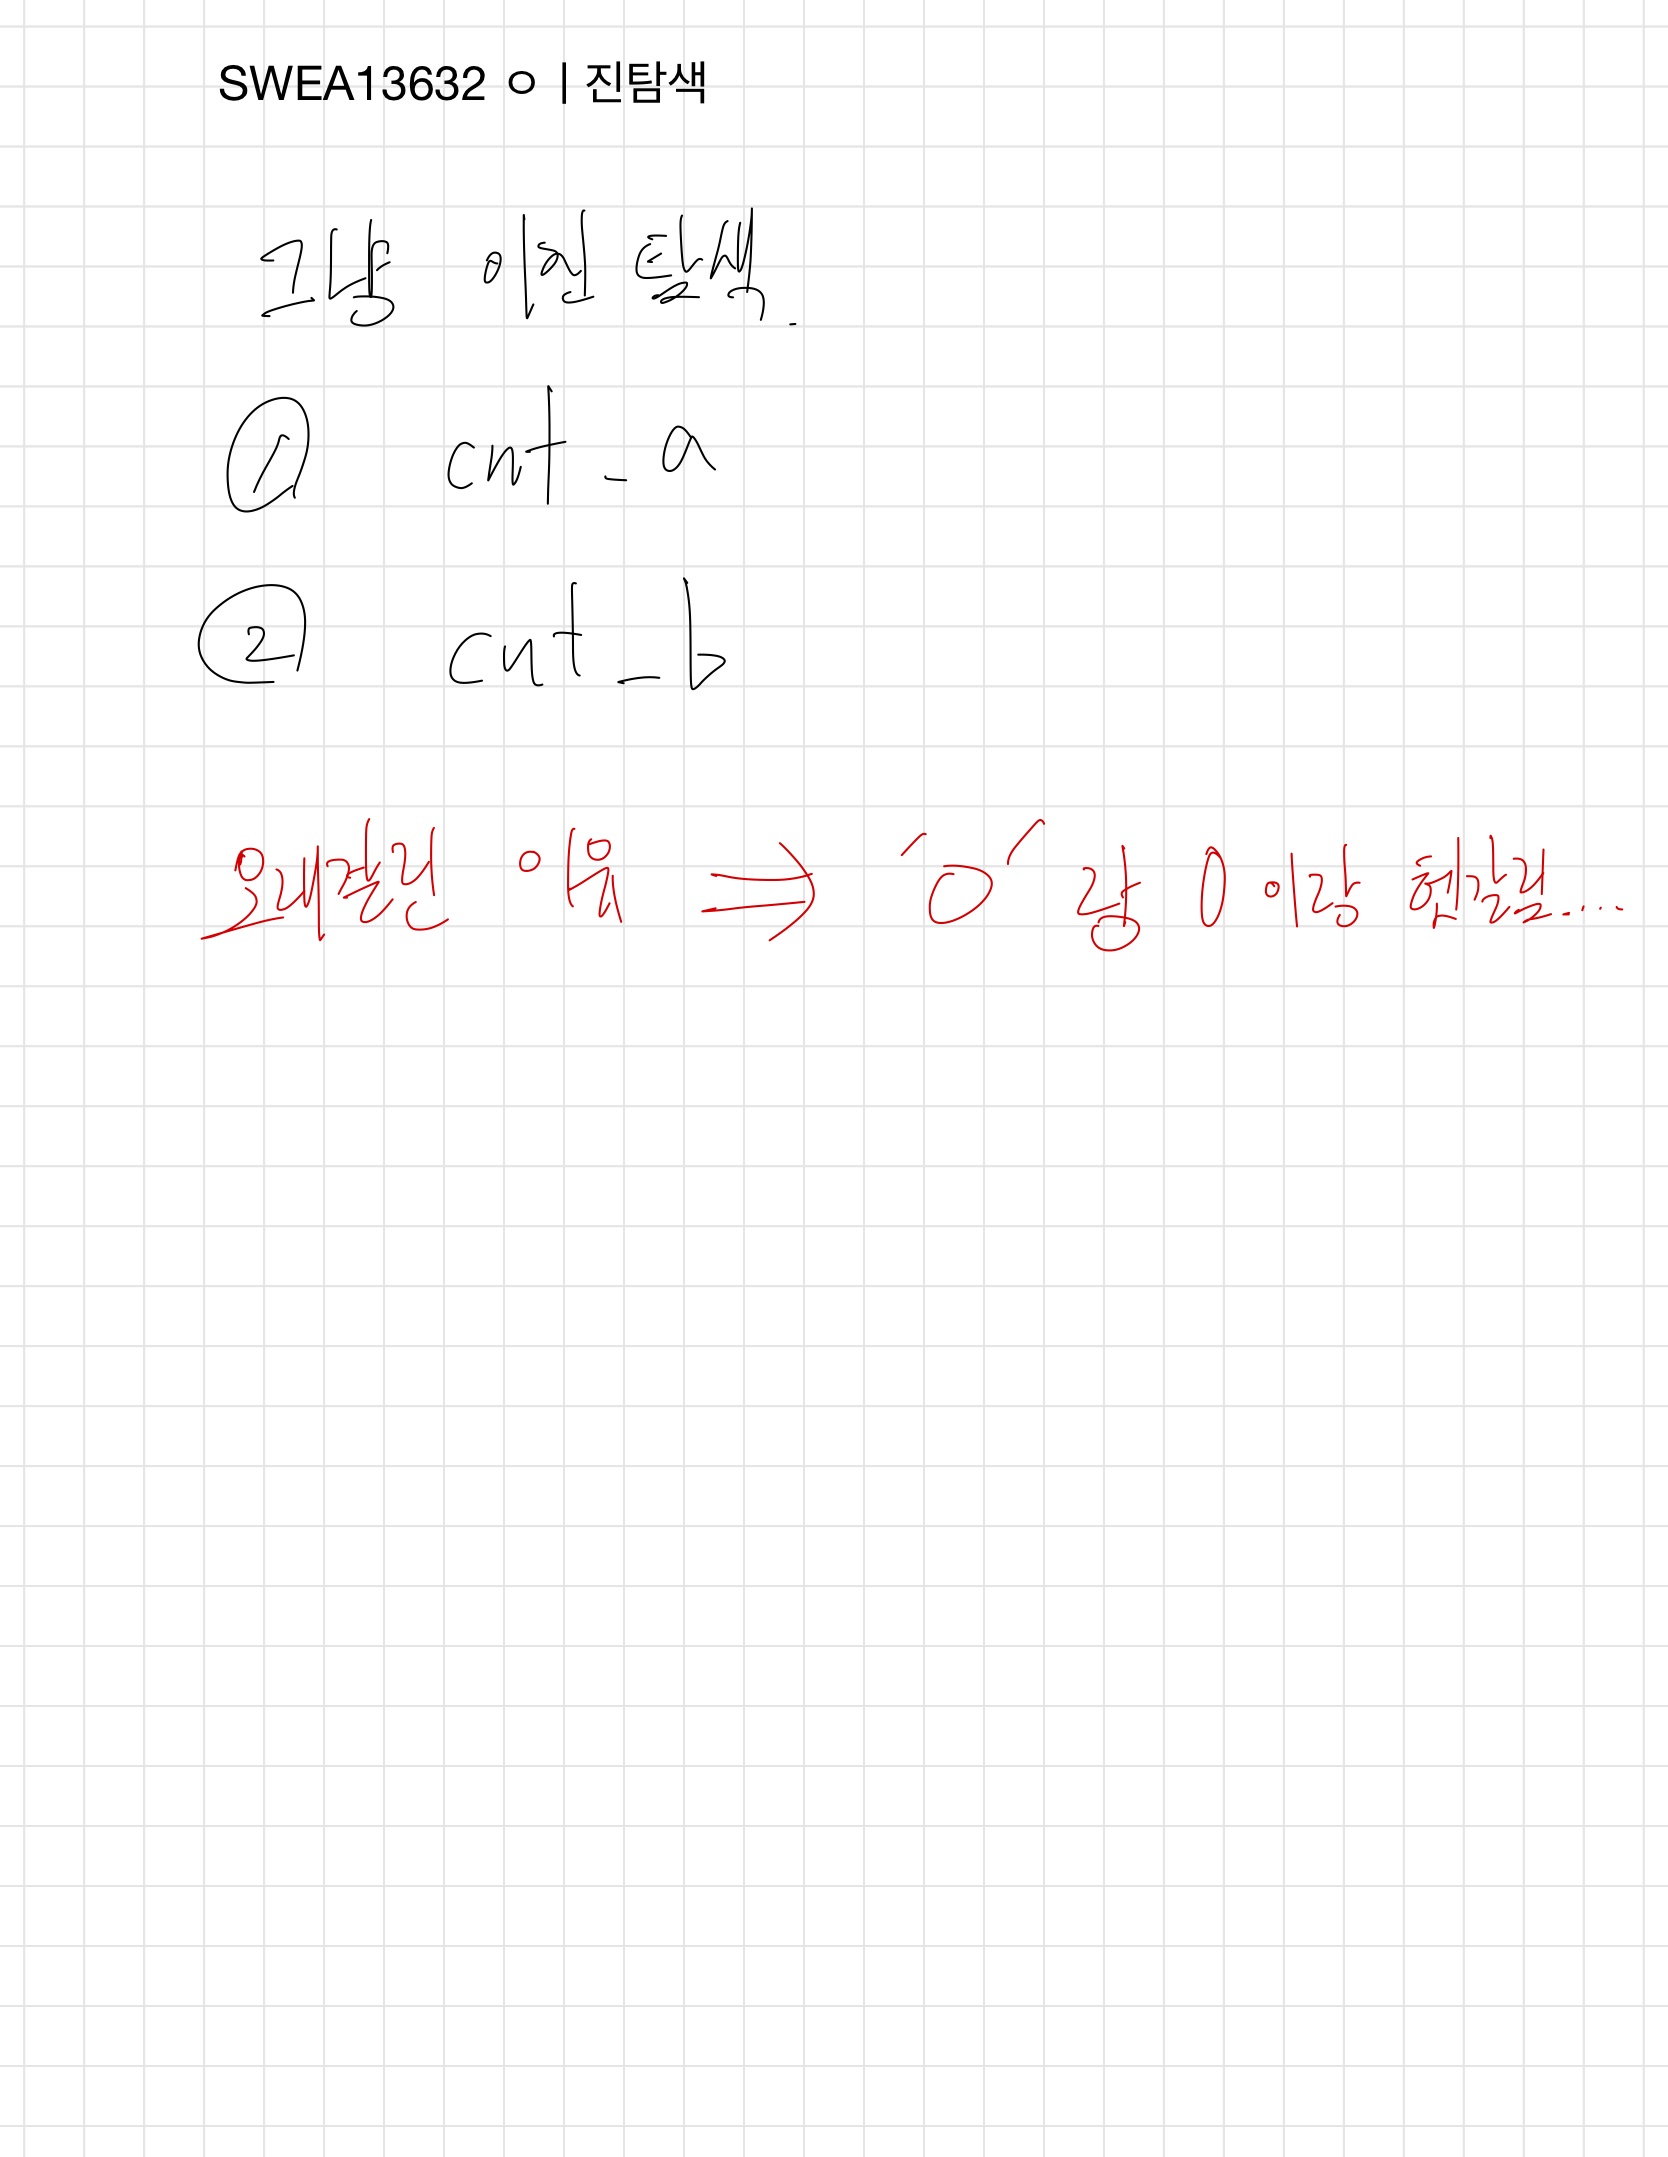 SWEA13632 ㅇㅣ진탐색
그냥 이진 탐색.
① cnt_a
② cnt_b
오래걸린 이유 ⇒ 'o' 랑 0 이랑 헷갈림....